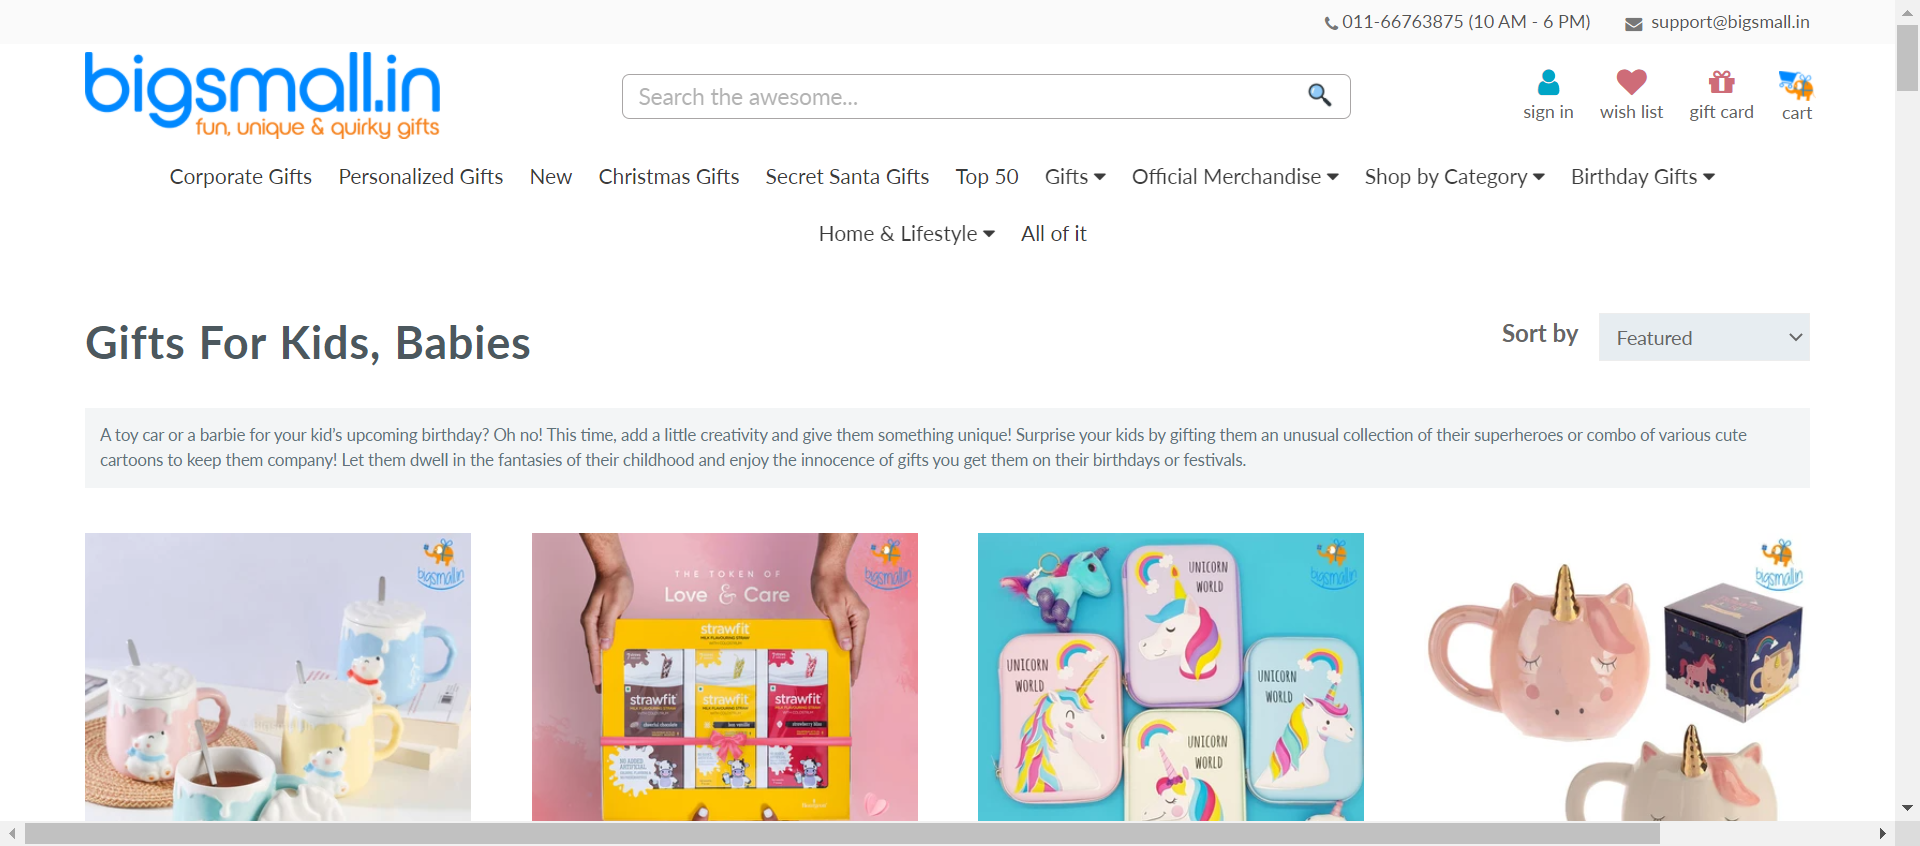 011-66763875 (10 AM - 6 PM) support@bigsmall.in
bigsmall.in
fun, unique & quirky gifts
Search the awesome...
sign in wish list gift card cart
Corporate Gifts Personalized Gifts New Christmas Gifts Secret Santa Gifts Top 50 Gifts Official Merchandise Shop by Category Birthday Gifts
Home & Lifestyle All of it
Gifts For Kids, Babies
Sort by Featured
A toy car or a barbie for your kid’s upcoming birthday? Oh no! This time, add a little creativity and give them something unique! Surprise your kids by gifting them an unusual collection of their superheroes or combo of various cute
cartoons to keep them company! Let them dwell in the fantasies of their childhood and enjoy the innocence of gifts you get them on their birthdays or festivals.
bigsmall.in
THE TOKEN OF
Love & Care
bigsmall.in
strawfit
MILK FLAVOURING STRAW
strawfit
strawfit
strawfit
NO ADDED
ARTIFICIAL
bigsmall.in
UNICORN
WORLD
UNICORN
WORLD
UNICORN
WORLD
UNICORN
WORLD
bigsmall.in